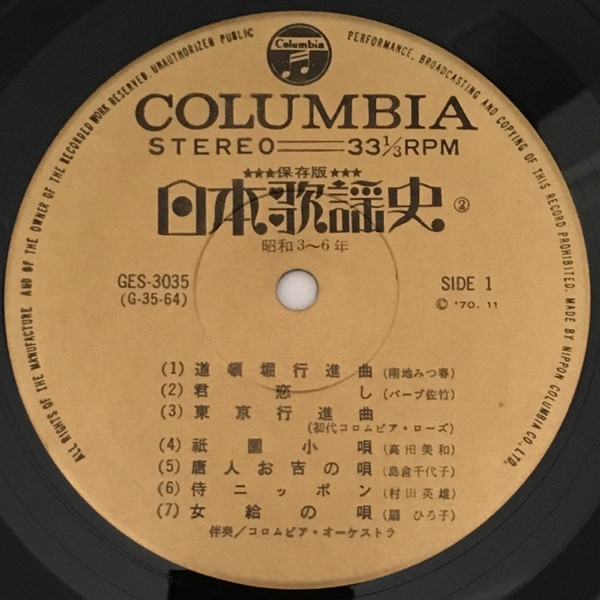 ALL RIGHTS OF THE MANUFACTURE AND OF THE OWNER OF THE RECORDED WORK RESERVED. UNAUTHORIZED PUBLIC PERFORMANCE, BROADCASTING AND COPYING OF THIS RECORD PROHIBITED. MADE BY NIPPON COLUMBIA CO., LTD.
Columbia
COLUMBIA
STEREO 33 1/3 RPM
★★★保存版★★★
日本歌謡史②
昭和3〜6年
GES-3035
(G-35-64)
SIDE 1
© '70. 11
(1) 道頓堀行進曲 (南地みつ春)
(2) 君恋し (バーブ佐竹)
(3) 東京行進曲
(初代コロムビア・ローズ)
(4) 祇園小唄 (高田美和)
(5) 唐人お吉の唄 (島倉千代子)
(6) 侍ニッポン (村田英雄)
(7) 女給の唄 (扇 ひろ子)
伴奏/コロムビア・オーケストラ